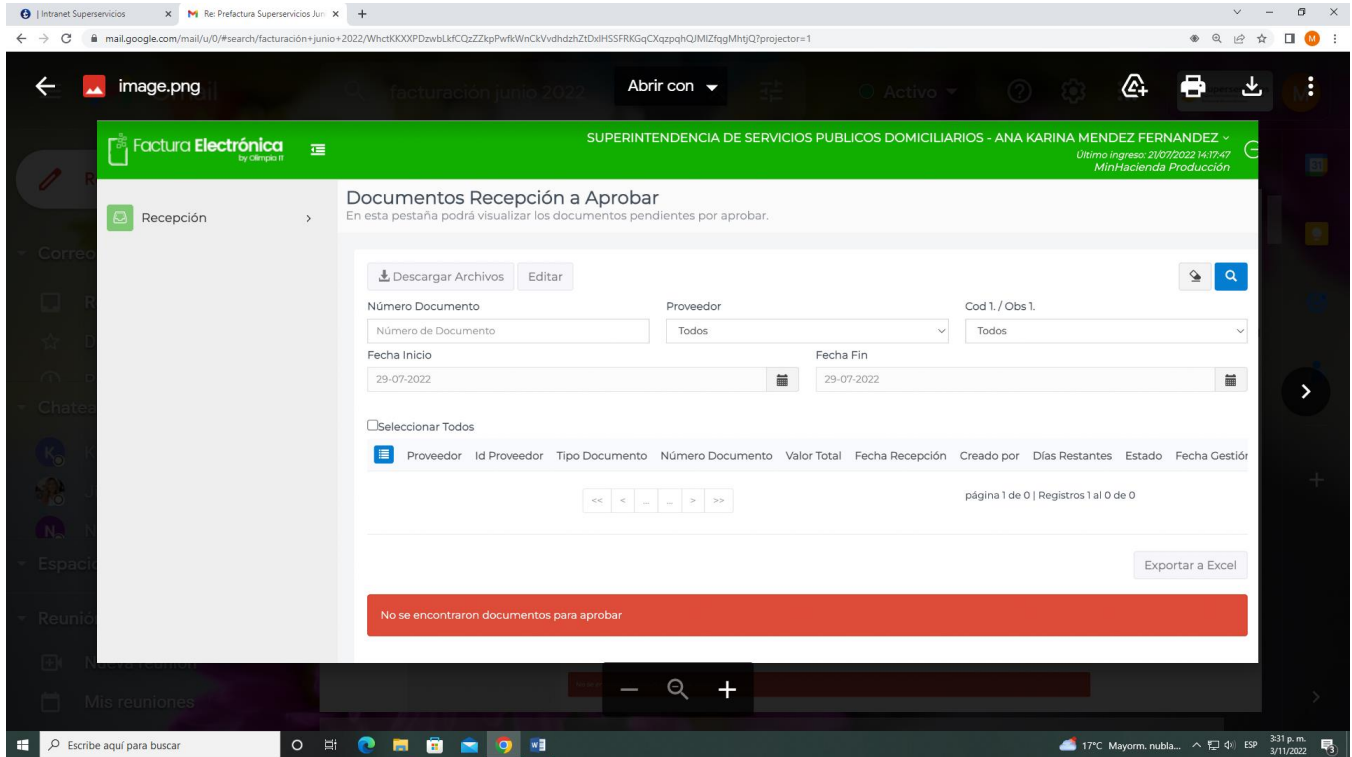 | Intranet Superservicios
Re: Prefactura Superservicios Jun
mail.google.com/mail/u/0/#search/facturación+junio+2022/WhctKKXXPDzwbLkfCQzZZkpPwfkWnCkVvdhdzhZtDxlHSSFRKGqCXqzpqhQJMlZfqgMhtjQ?projector=1
image.png
facturación junio 2022
Abrir con
Activo
Factura Electrónica
by Olimpia IT
SUPERINTENDENCIA DE SERVICIOS PUBLICOS DOMICILIARIOS - ANA KARINA MENDEZ FERNANDEZ
Último ingreso: 21/07/2022 14:17:47
MinHacienda Producción
Recepción
Documentos Recepción a Aprobar
En esta pestaña podrá visualizar los documentos pendientes por aprobar.
Descargar Archivos Editar
Número Documento Proveedor Cod 1. / Obs 1.
Número de Documento Todos Todos
Fecha Inicio Fecha Fin
29-07-2022 29-07-2022
Seleccionar Todos
Proveedor Id Proveedor Tipo Documento Número Documento Valor Total Fecha Recepción Creado por Días Restantes Estado Fecha Gestión
<< < ... ... > >> página 1 de 0 | Registros 1 al 0 de 0
Exportar a Excel
No se encontraron documentos para aprobar
Correo
Chatea
Espacio
Reunió
Nueva reunión
Mis reuniones
Escribe aquí para buscar
17°C Mayorm. nubla... ESP
3:31 p. m.
3/11/2022